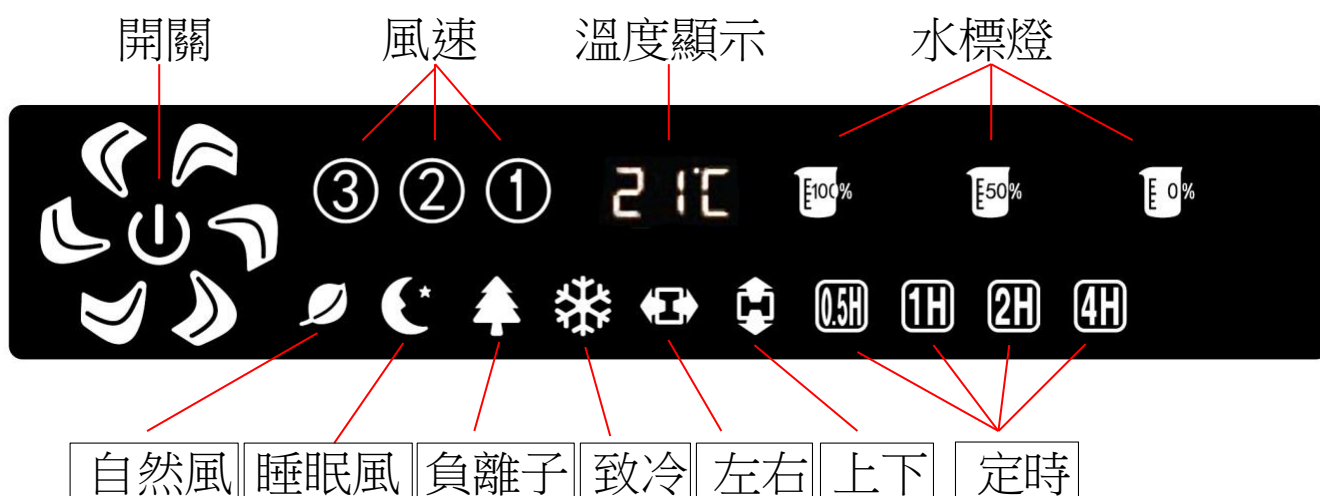 開關 風速 溫度顯示 水標燈
③ ② ① 21℃ 100% 50% 0%
0.5H 1H 2H 4H
自然風 睡眠風 負離子 致冷 左右 上下 定時